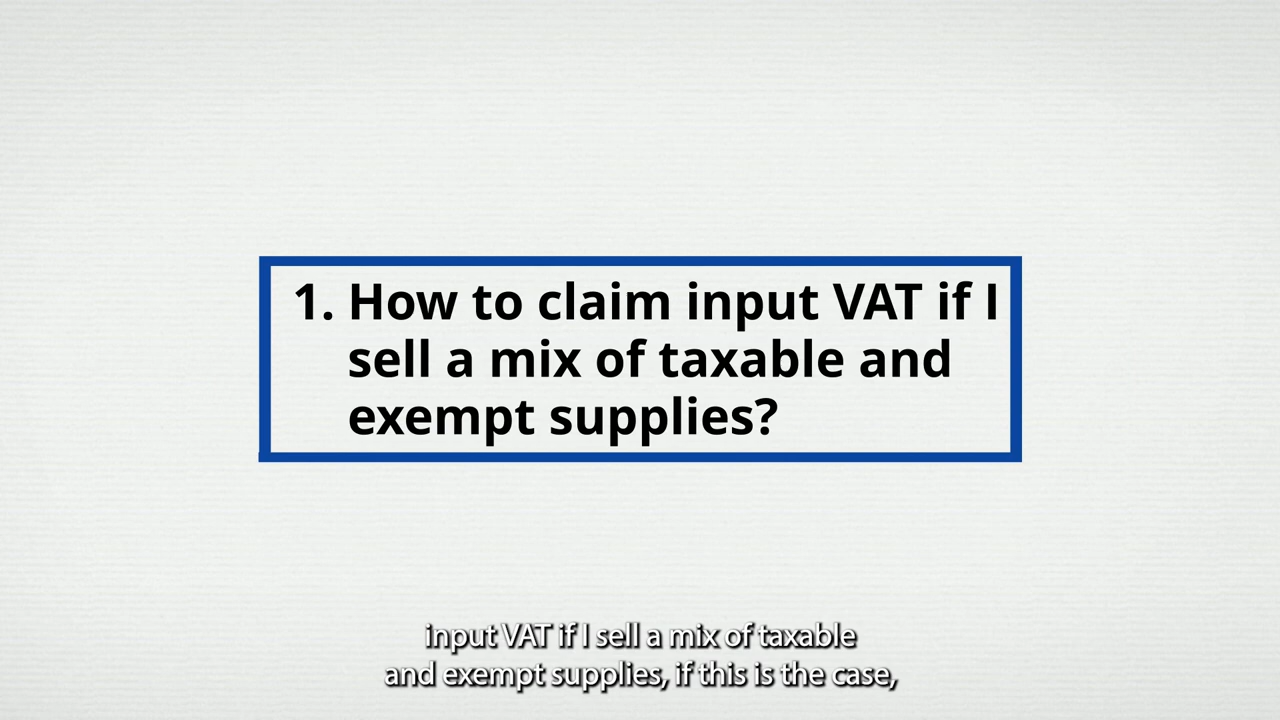 1. How to claim input VAT if I
sell a mix of taxable and
exempt supplies?
input VAT if I sell a mix of taxable
and exempt supplies, if this is the case,